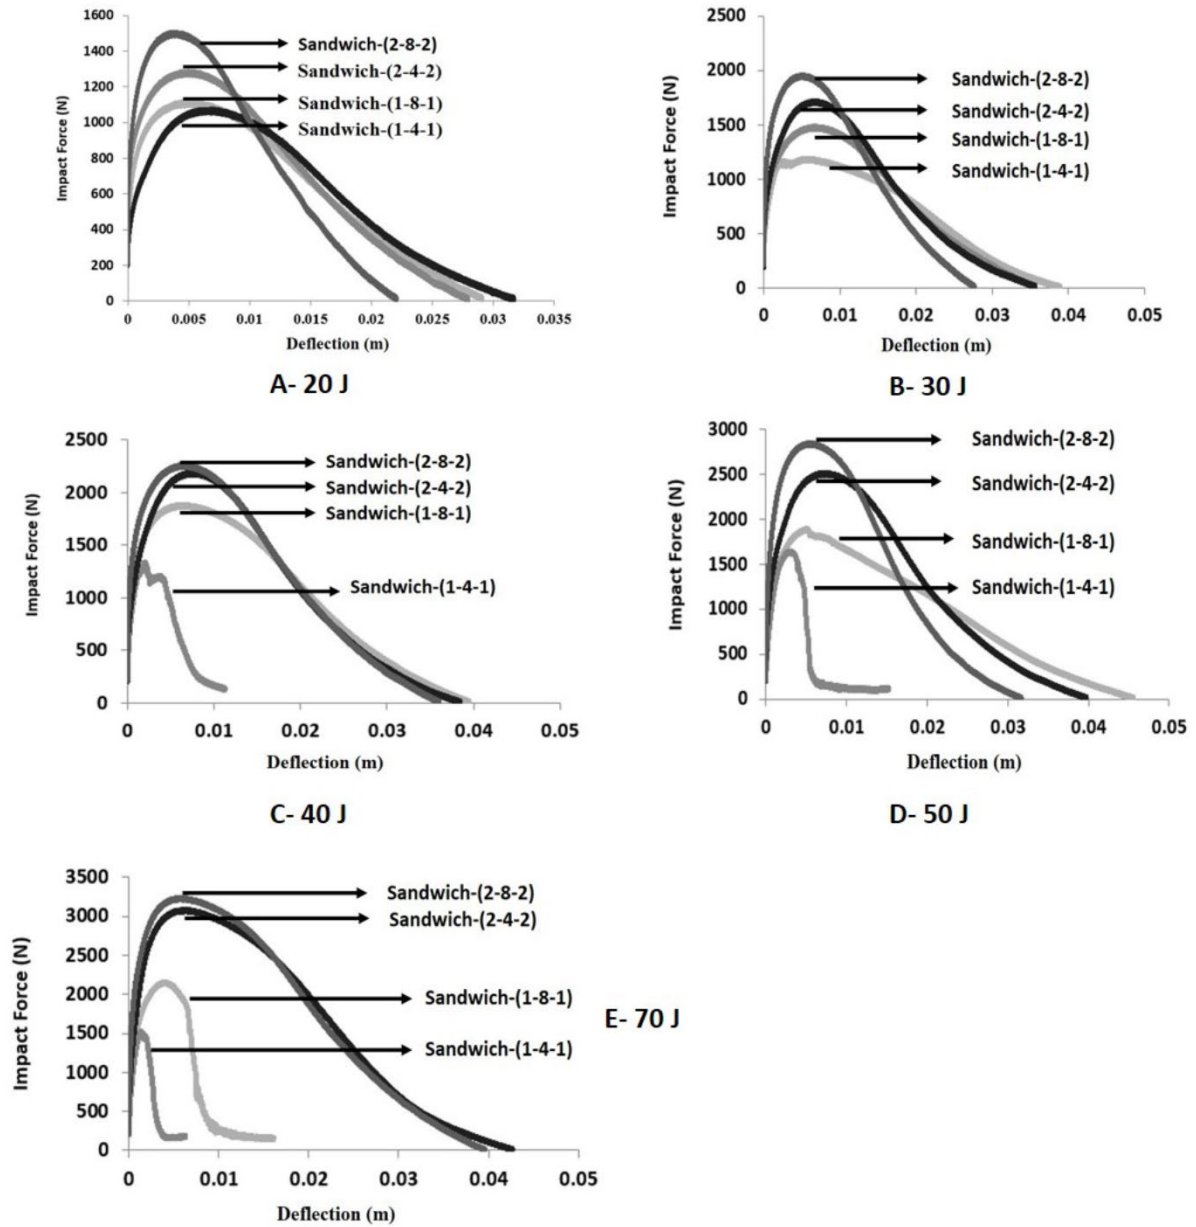 1600
1400
1200
1000
800
600
400
200
0
Impact Force (N)
Sandwich-(2-8-2)
Sandwich-(2-4-2)
Sandwich-(1-8-1)
Sandwich-(1-4-1)
0 0.005 0.01 0.015 0.02 0.025 0.03 0.035
Deflection (m)
A- 20 J
2500
2000
1500
1000
500
0
Impact Force (N)
Sandwich-(2-8-2)
Sandwich-(2-4-2)
Sandwich-(1-8-1)
Sandwich-(1-4-1)
0 0.01 0.02 0.03 0.04 0.05
Deflection (m)
B- 30 J
2500
2000
1500
1000
500
0
Impact Force (N)
Sandwich-(2-8-2)
Sandwich-(2-4-2)
Sandwich-(1-8-1)
Sandwich-(1-4-1)
0 0.01 0.02 0.03 0.04 0.05
Deflection (m)
C- 40 J
3000
2500
2000
1500
1000
500
0
Impact Force (N)
Sandwich-(2-8-2)
Sandwich-(2-4-2)
Sandwich-(1-8-1)
Sandwich-(1-4-1)
0 0.01 0.02 0.03 0.04 0.05
Deflection (m)
D- 50 J
3500
3000
2500
2000
1500
1000
500
0
Impact Force (N)
Sandwich-(2-8-2)
Sandwich-(2-4-2)
Sandwich-(1-8-1)
Sandwich-(1-4-1)
0 0.01 0.02 0.03 0.04 0.05
Deflection (m)
E- 70 J